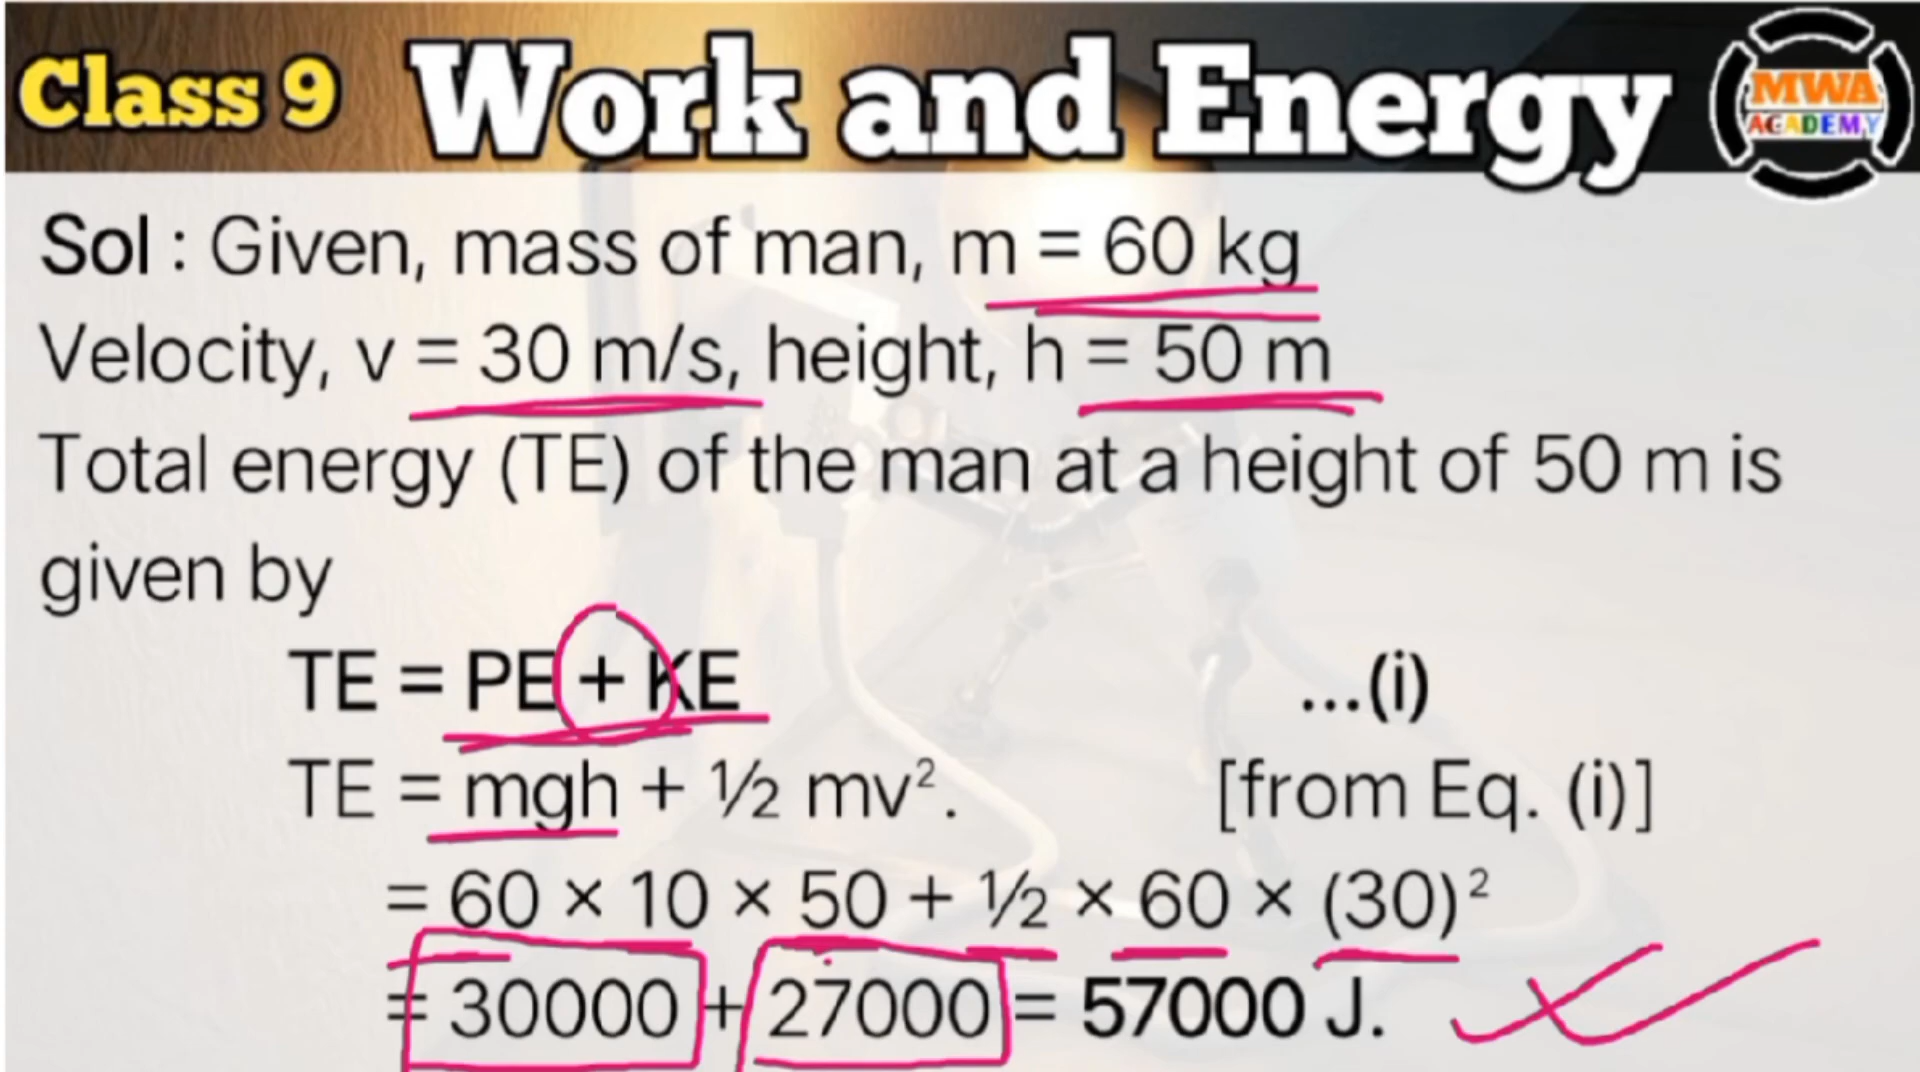 Class 9 Work and Energy
MWA
ACADEMY
Sol : Given, mass of man, m = 60 kg
Velocity, v = 30 m/s, height, h = 50 m
Total energy (TE) of the man at a height of 50 m is
given by
TE = PE + KE ...(i)
TE = mgh + ½ mv². [from Eq. (i)]
= 60 × 10 × 50 + ½ × 60 × (30)²
= 30000 + 27000 = 57000 J.